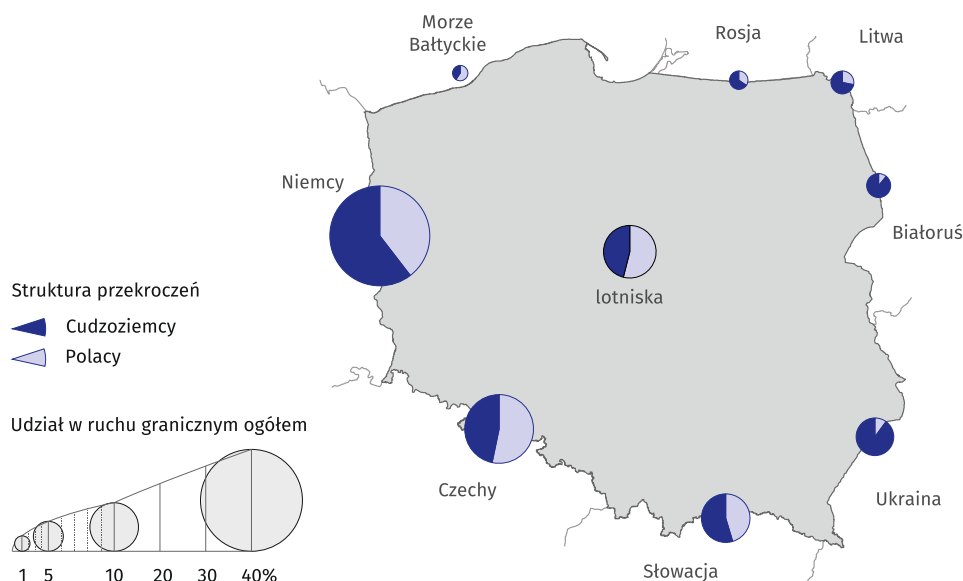 Morze
Bałtyckie
Rosja
Litwa
Niemcy
Białoruś
lotniska
Struktura przekroczeń
Cudzoziemcy
Polacy
Udział w ruchu granicznym ogółem
Czechy
Ukraina
Słowacja
1 5 10 20 30 40%